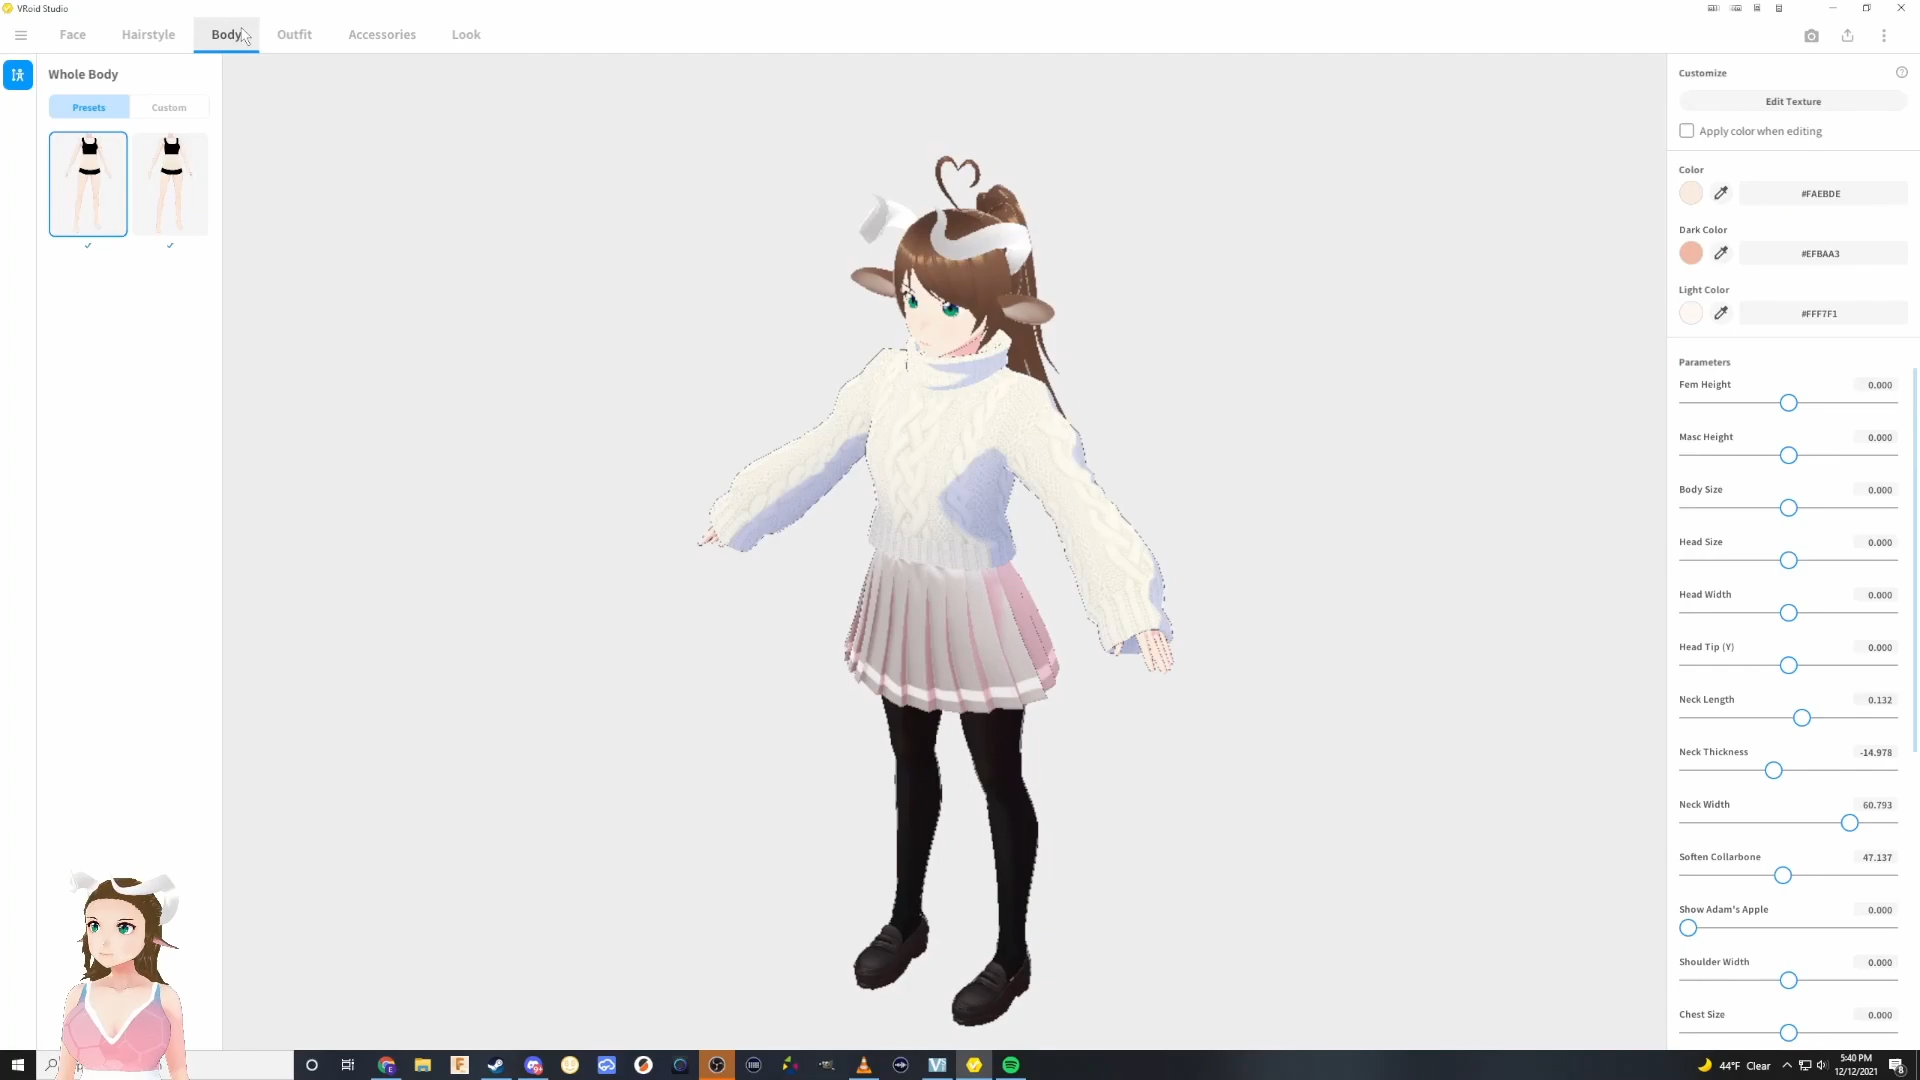 VRoid Studio
Face
Hairstyle
Body
Outfit
Accessories
Look
Whole Body
Presets
Custom
Customize
Edit Texture
Apply color when editing
Color
#FAEBDE
Dark Color
#EFBAA3
Light Color
#FFF7F1
Parameters
Fem Height 0.000
Masc Height 0.000
Body Size 0.000
Head Size 0.000
Head Width 0.000
Head Tip (Y) 0.000
Neck Length 0.132
Neck Thickness -14.978
Neck Width 60.793
Soften Collarbone 47.137
Show Adam's Apple 0.000
Shoulder Width 0.000
Chest Size 0.000
44°F Clear
5:40 PM
12/12/2021